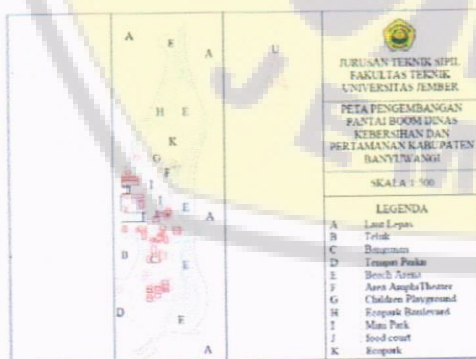 JURUSAN TEKNIK SIPIL
FAKULTAS TEKNIK
UNIVERSITAS JEMBER
PETA PENGEMBANGAN
PANTAI BOOM DINAS
KEBERSIHAN DAN
PERTAMANAN KABUPATEN
BANYUWANGI
SKALA 1:500
LEGENDA
A Laut Lepas
B Teluk
C Bangunan
D Tempat Parkir
E Beach Arena
F Area AmphiTheater
G Children Playground
H Ecopark Boulevard
I Mini Park
J food court
K Ecopark
A
E
A
U
H E
K
G
F
I
I
E
A
A
B
E
D
E
A